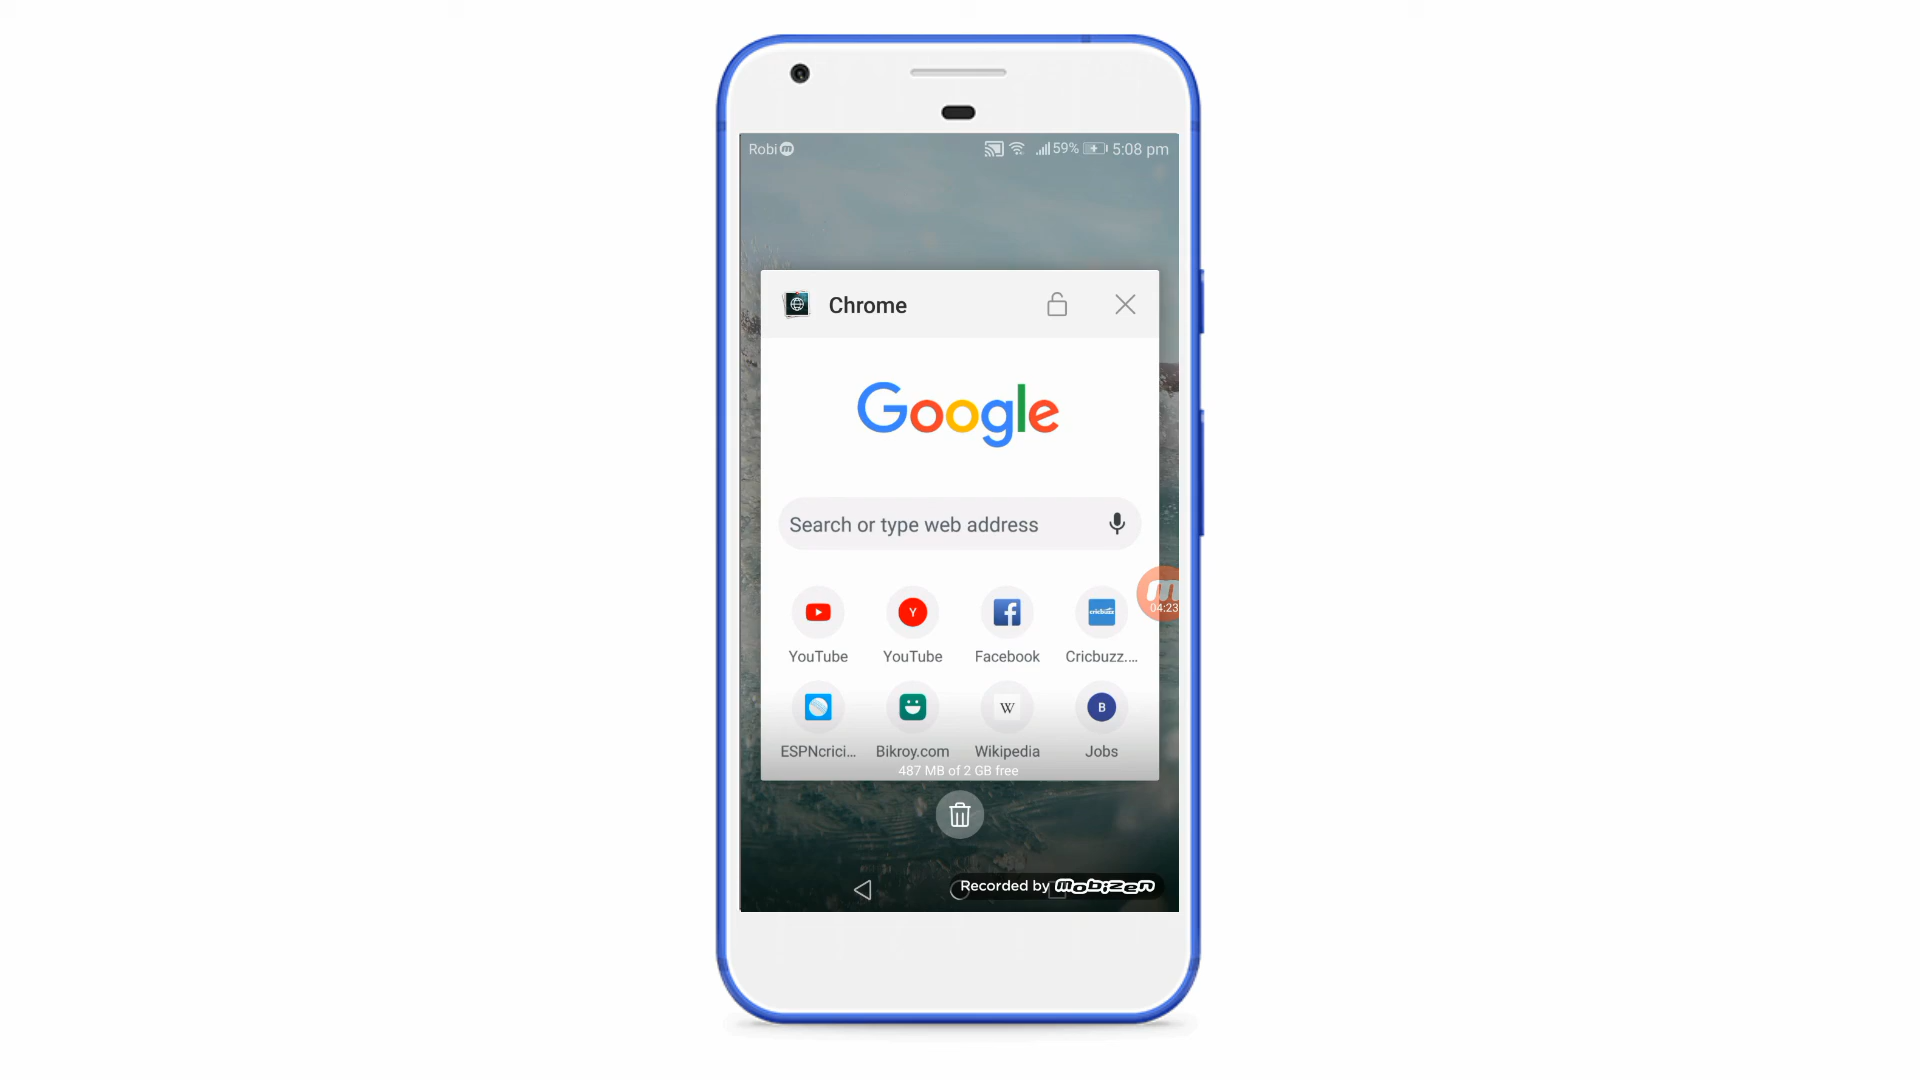 Robi 59% 5:08 pm
Chrome
Google
Search or type web address
04:23
YouTube YouTube Facebook Cricbuzz....
ESPNcrici... Bikroy.com Wikipedia Jobs
487 MB of 2 GB free
Recorded by mobizen